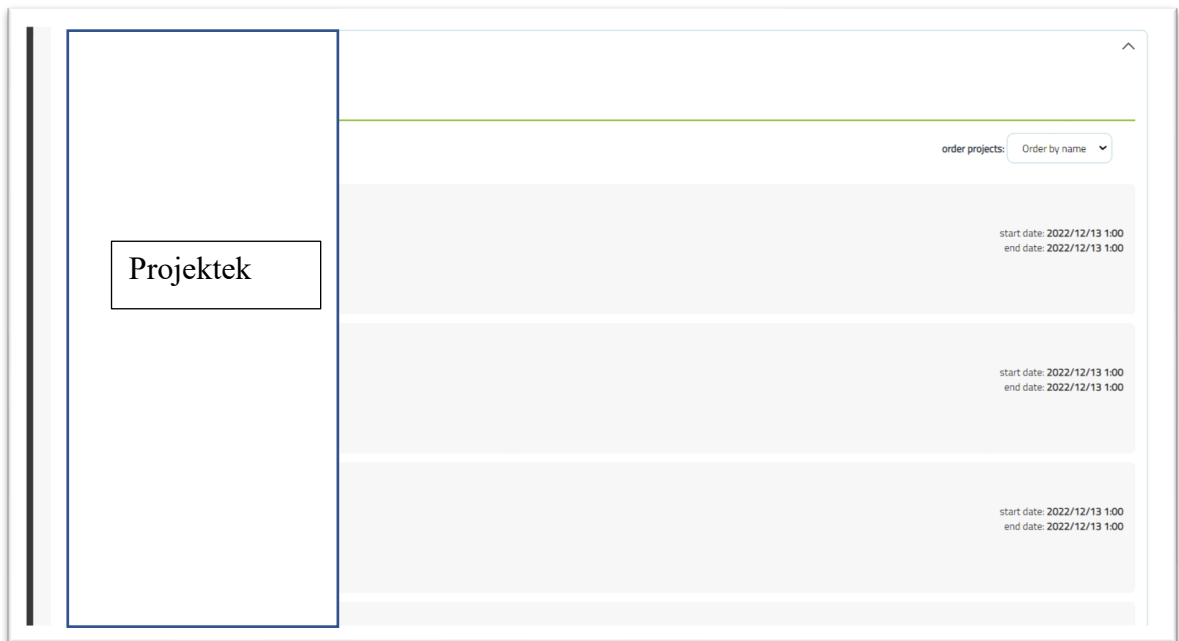 order projects: Order by name
start date: 2022/12/13 1:00
end date: 2022/12/13 1:00
Projektek
start date: 2022/12/13 1:00
end date: 2022/12/13 1:00
start date: 2022/12/13 1:00
end date: 2022/12/13 1:00